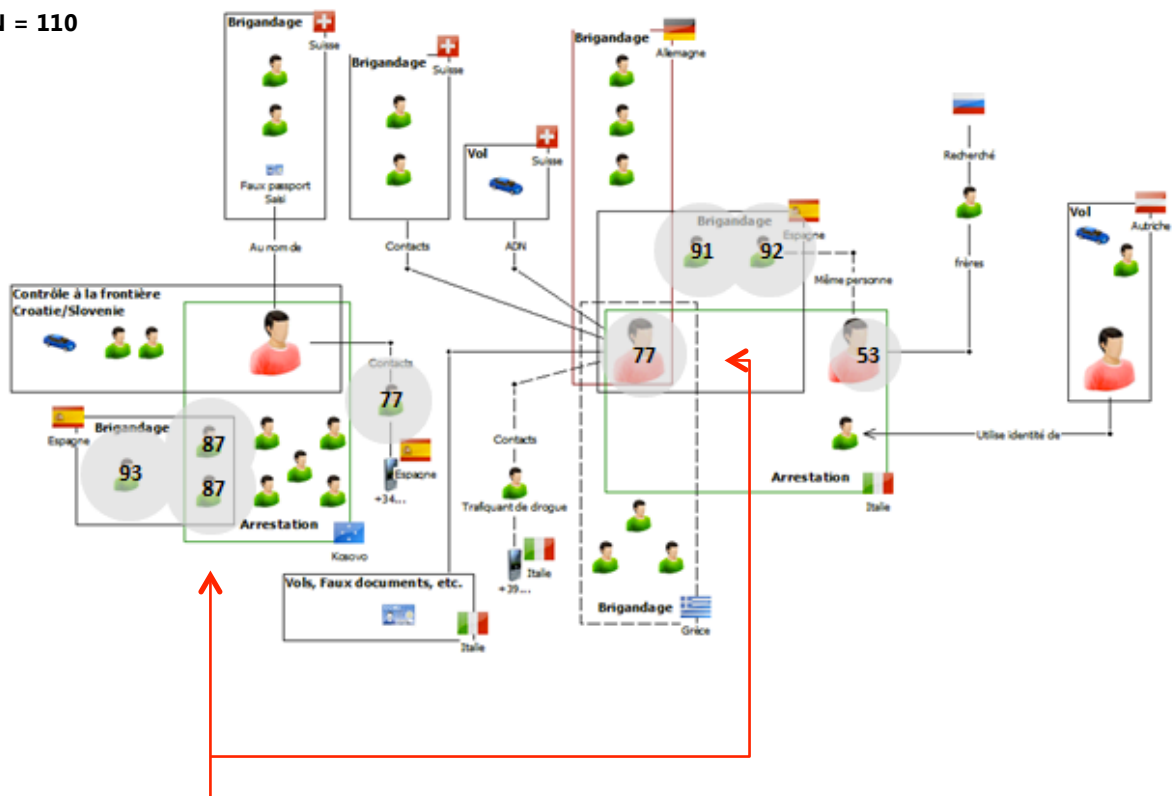 N = 110
Brigandage
Suisse
Faux passport
Saisi
Au nom de
Brigandage
Suisse
Contacts
Vol
Suisse
ADN
Brigandage
Allemagne
Brigandage
Espagne
91
92
Même personne
Recherché
frères
Vol
Autriche
Utilise identité de
Contrôle à la frontière
Croatie/Slovenie
Contacts
77
Espagne
+34...
77
53
Espagne
Brigandage
93
87
87
Arrestation
Kosovo
Contacts
Trafiquant de drogue
Italie
+39...
Arrestation
Italie
Vols, Faux documents, etc.
Italie
Brigandage
Grèce